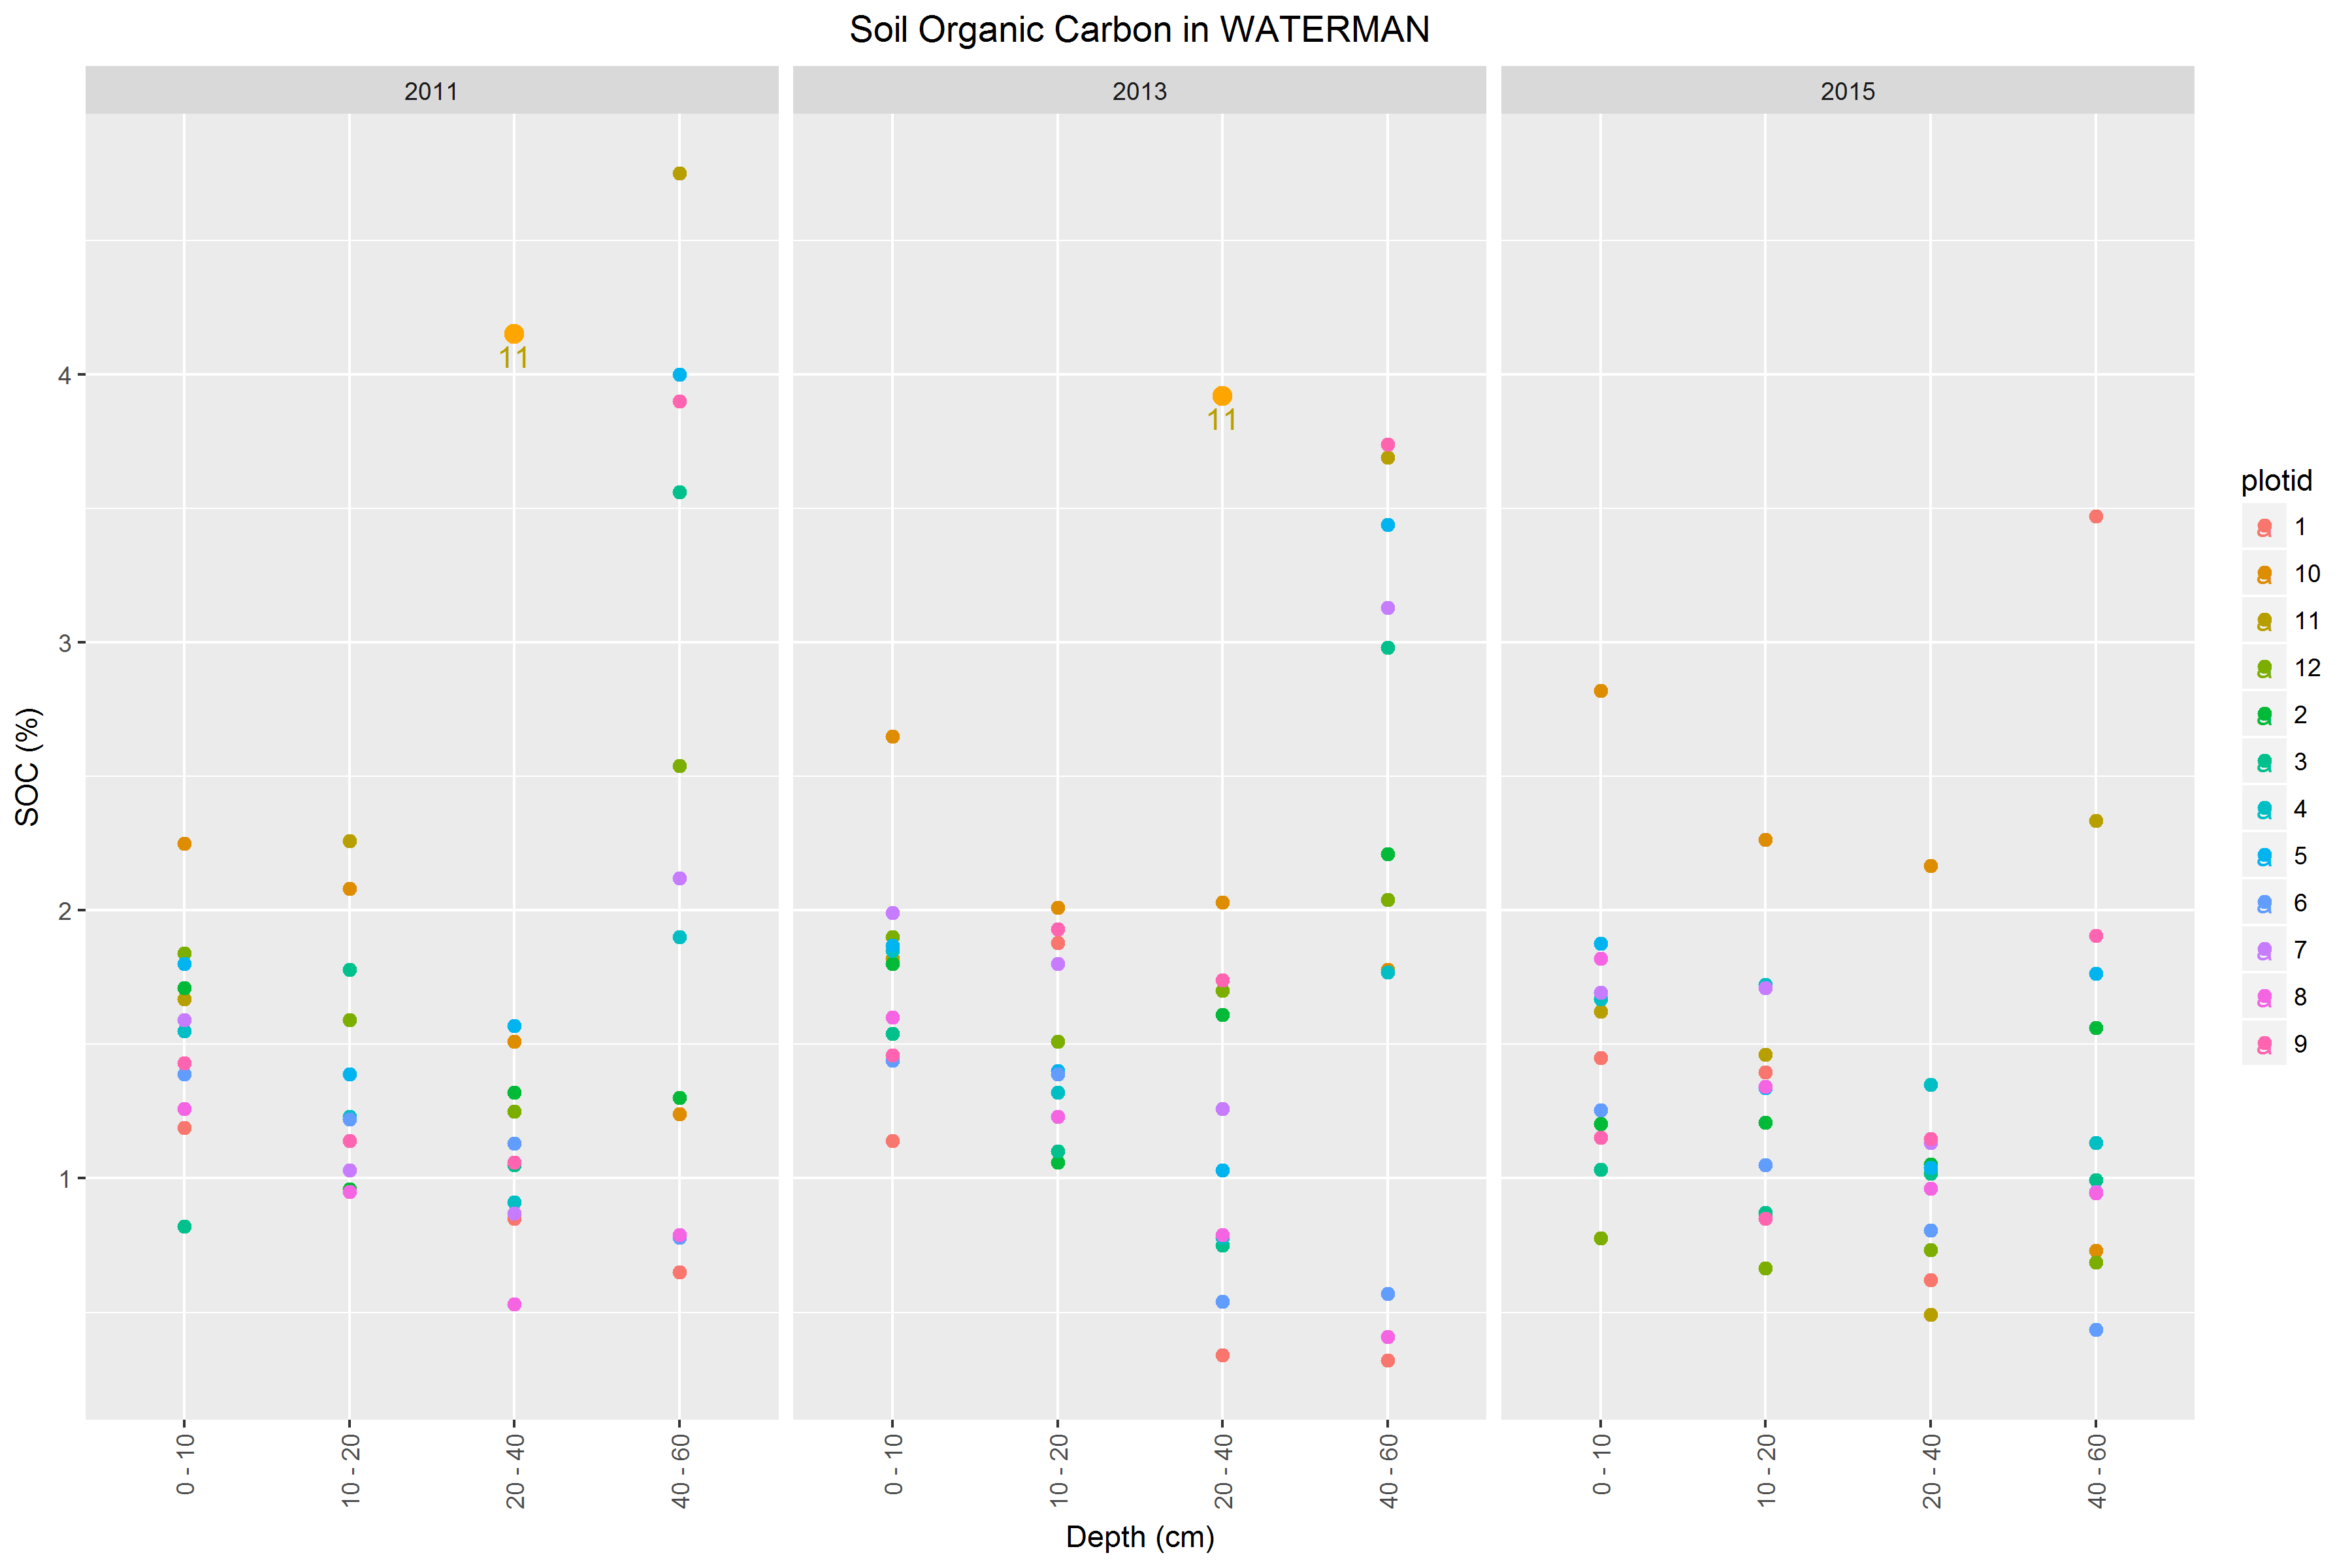 Soil Organic Carbon in WATERMAN
2011
2013
2015
SOC (%)
4
3
2
1
11
11
0 - 10
10 - 20
20 - 40
40 - 60
0 - 10
10 - 20
20 - 40
40 - 60
0 - 10
10 - 20
20 - 40
40 - 60
Depth (cm)
plotid
a 1
a 10
a 11
a 12
a 2
a 3
a 4
a 5
a 6
a 7
a 8
a 9